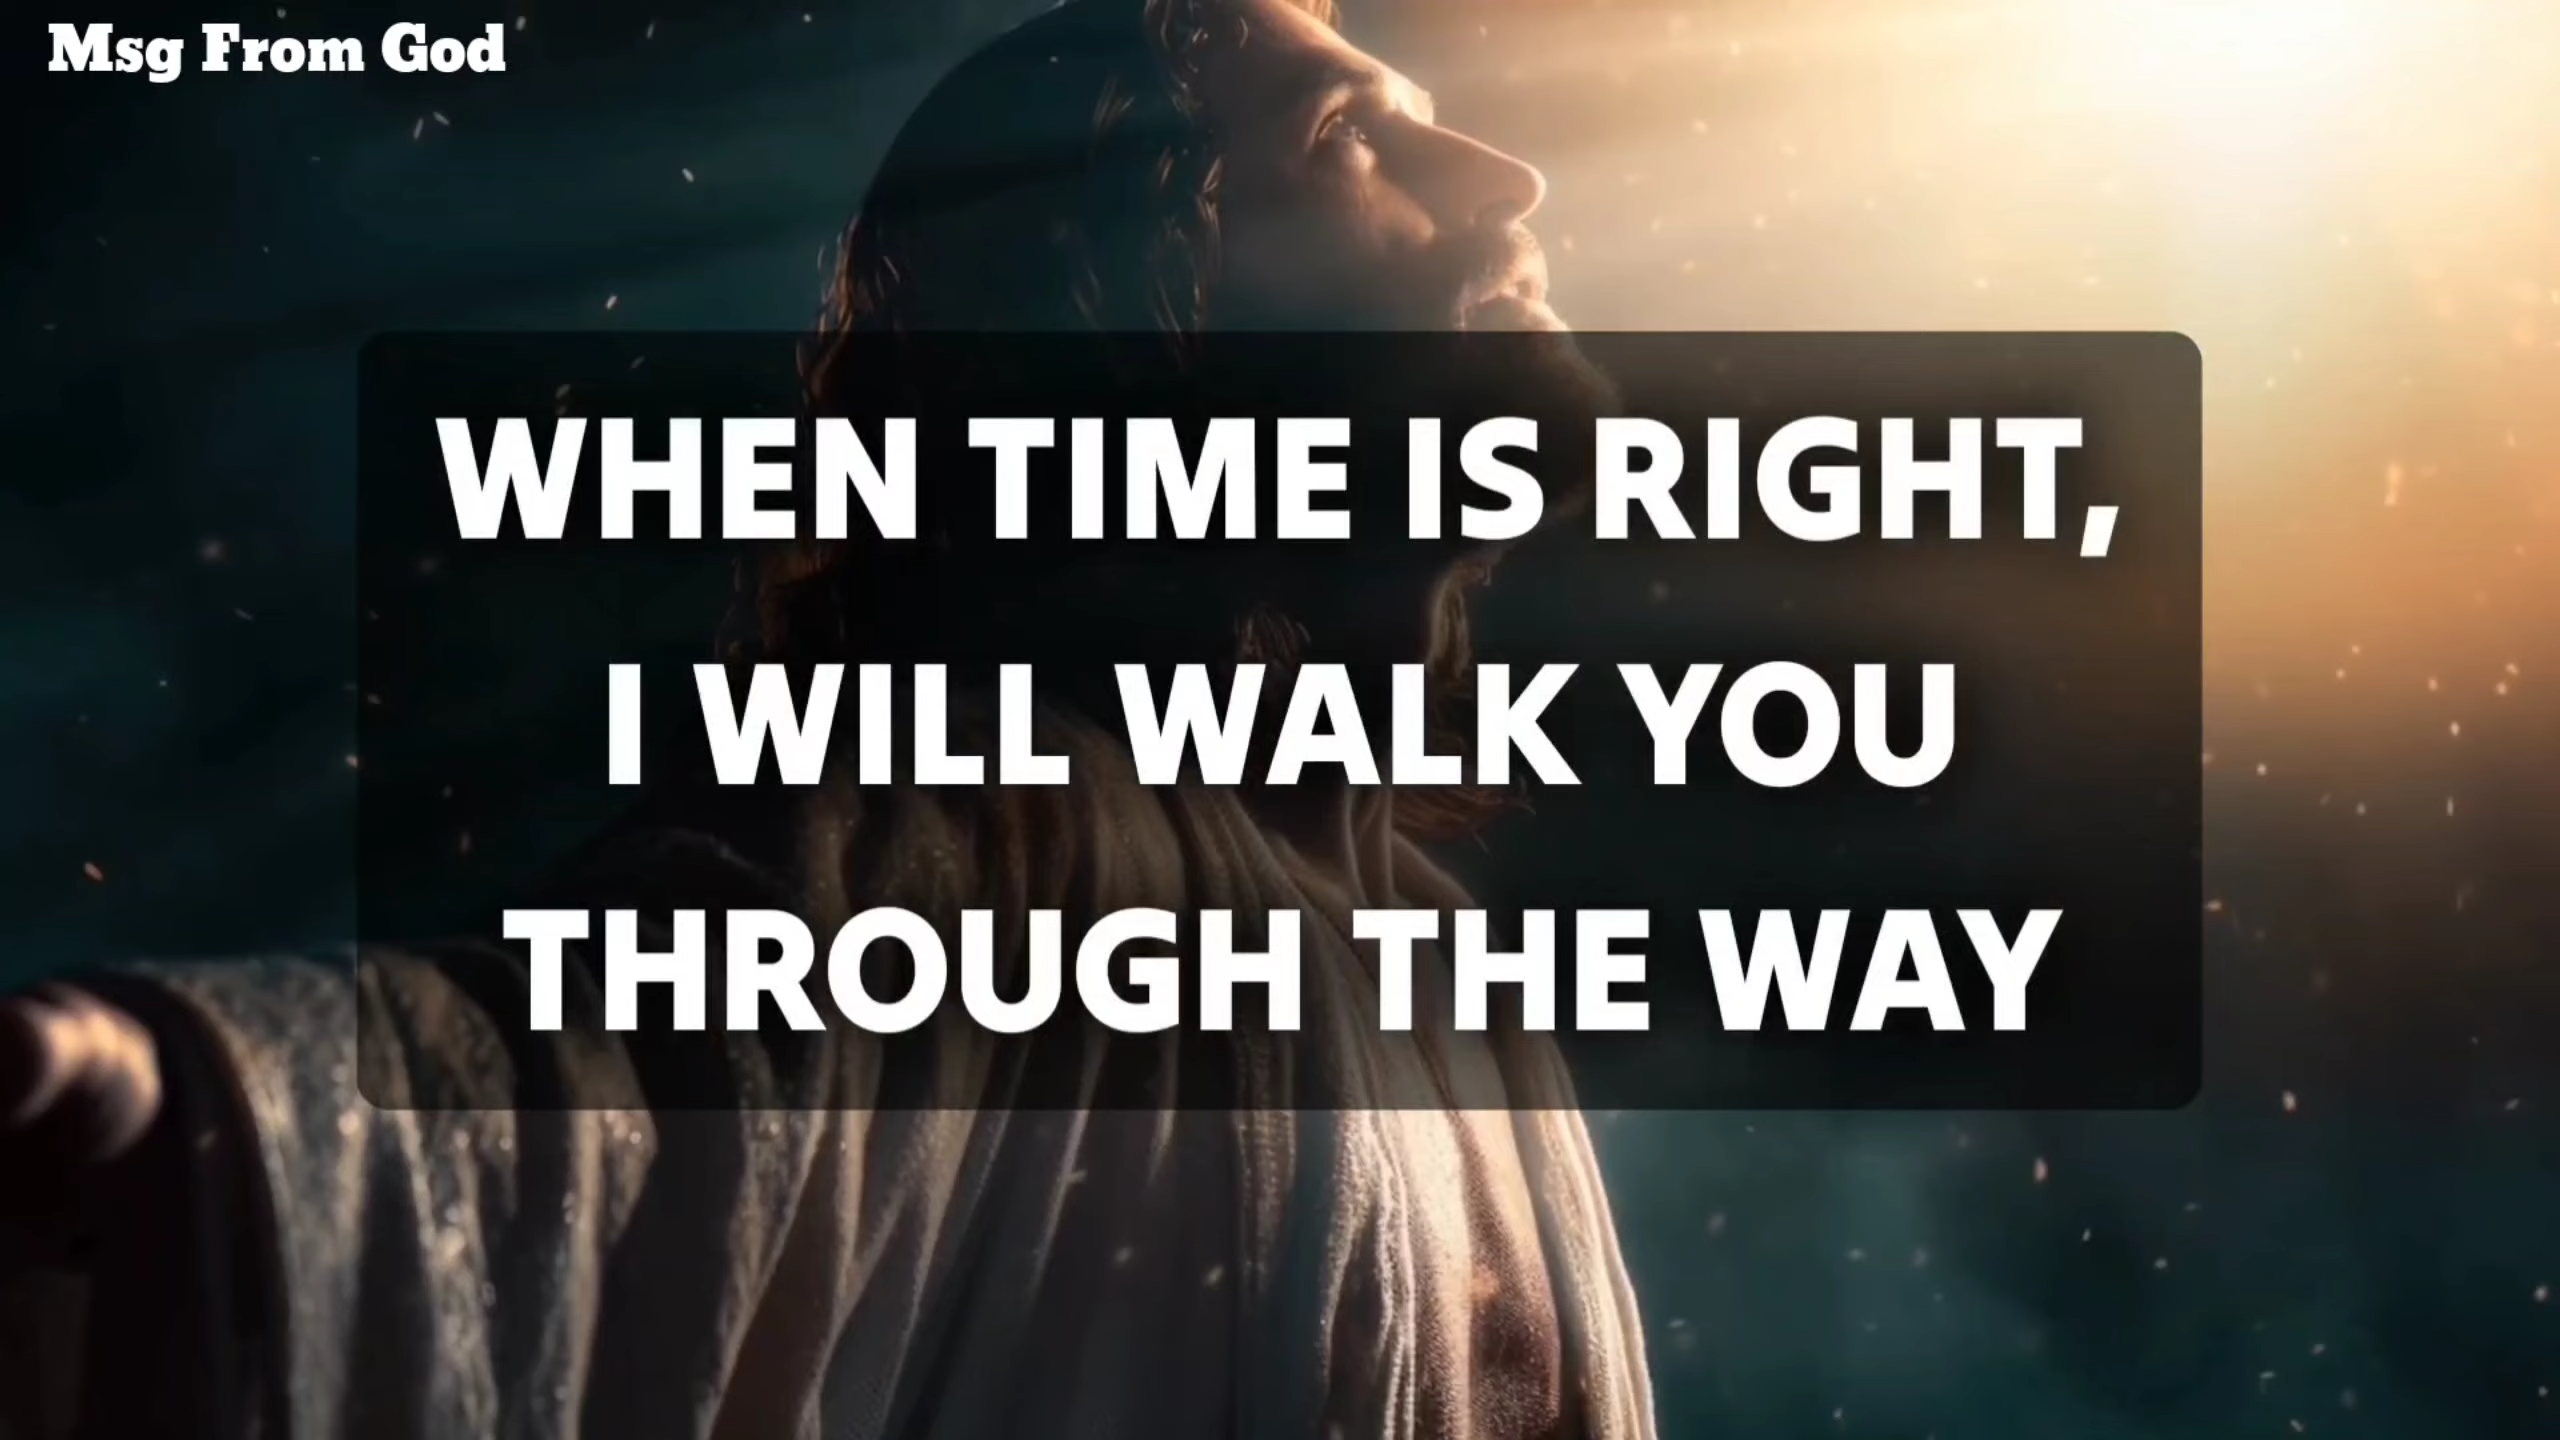 Msg From God
WHEN TIME IS RIGHT,
I WILL WALK YOU
THROUGH THE WAY